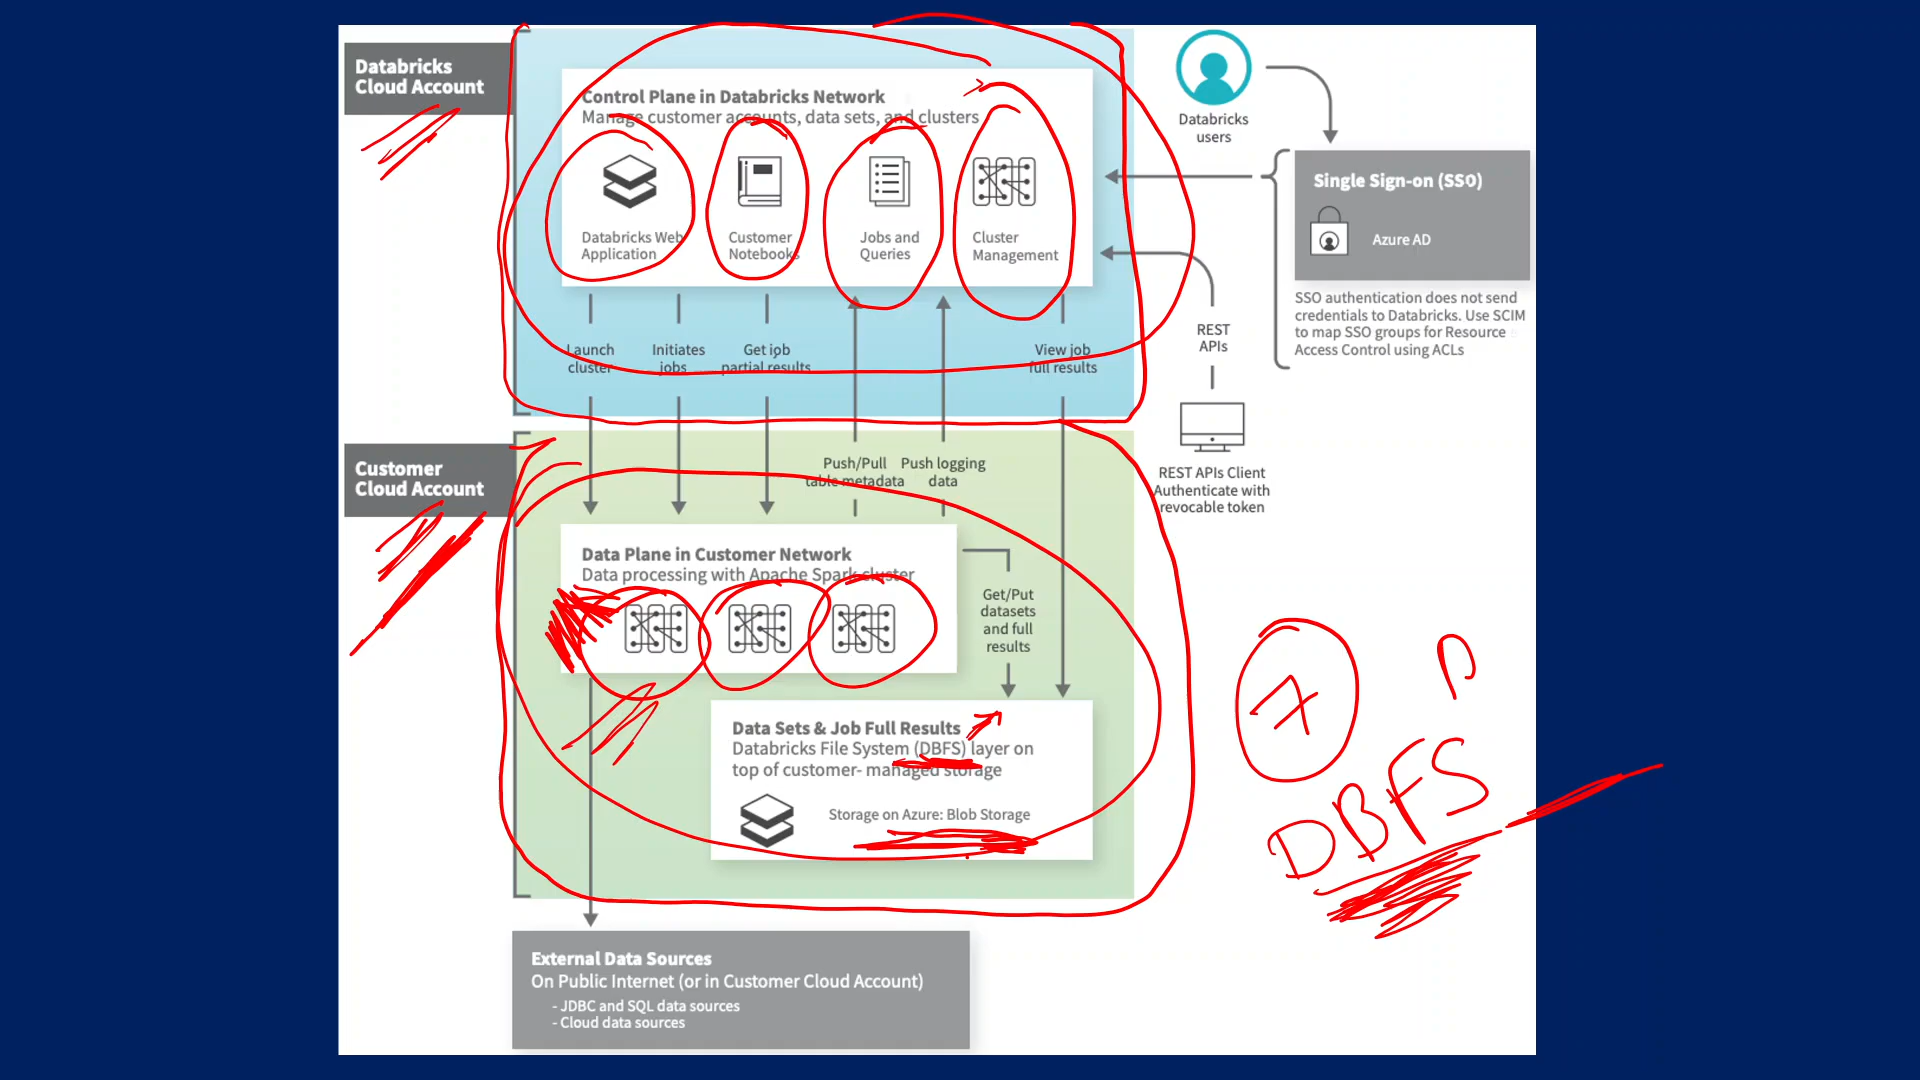 Databricks
Cloud Account
Control Plane in Databricks Network
Manage customer accounts, data sets, and clusters
Databricks Web
Application
Customer
Notebooks
Jobs and
Queries
Cluster
Management
Launch
cluster
Initiates
jobs
Get job
partial results
View job
full results
Databricks
users
Single Sign-on (SSO)
Azure AD
SSO authentication does not send
credentials to Databricks. Use SCIM
to map SSO groups for Resource
Access Control using ACLs
REST
APIs
REST APIs Client
Authenticate with
revocable token
Customer
Cloud Account
Push/Pull
table metadata
Push logging
data
Data Plane in Customer Network
Data processing with Apache Spark cluster
Get/Put
datasets
and full
results
Data Sets & Job Full Results
Databricks File System (DBFS) layer on
top of customer- managed storage
Storage on Azure: Blob Storage
7
DBFS
External Data Sources
On Public Internet (or in Customer Cloud Account)
- JDBC and SQL data sources
- Cloud data sources